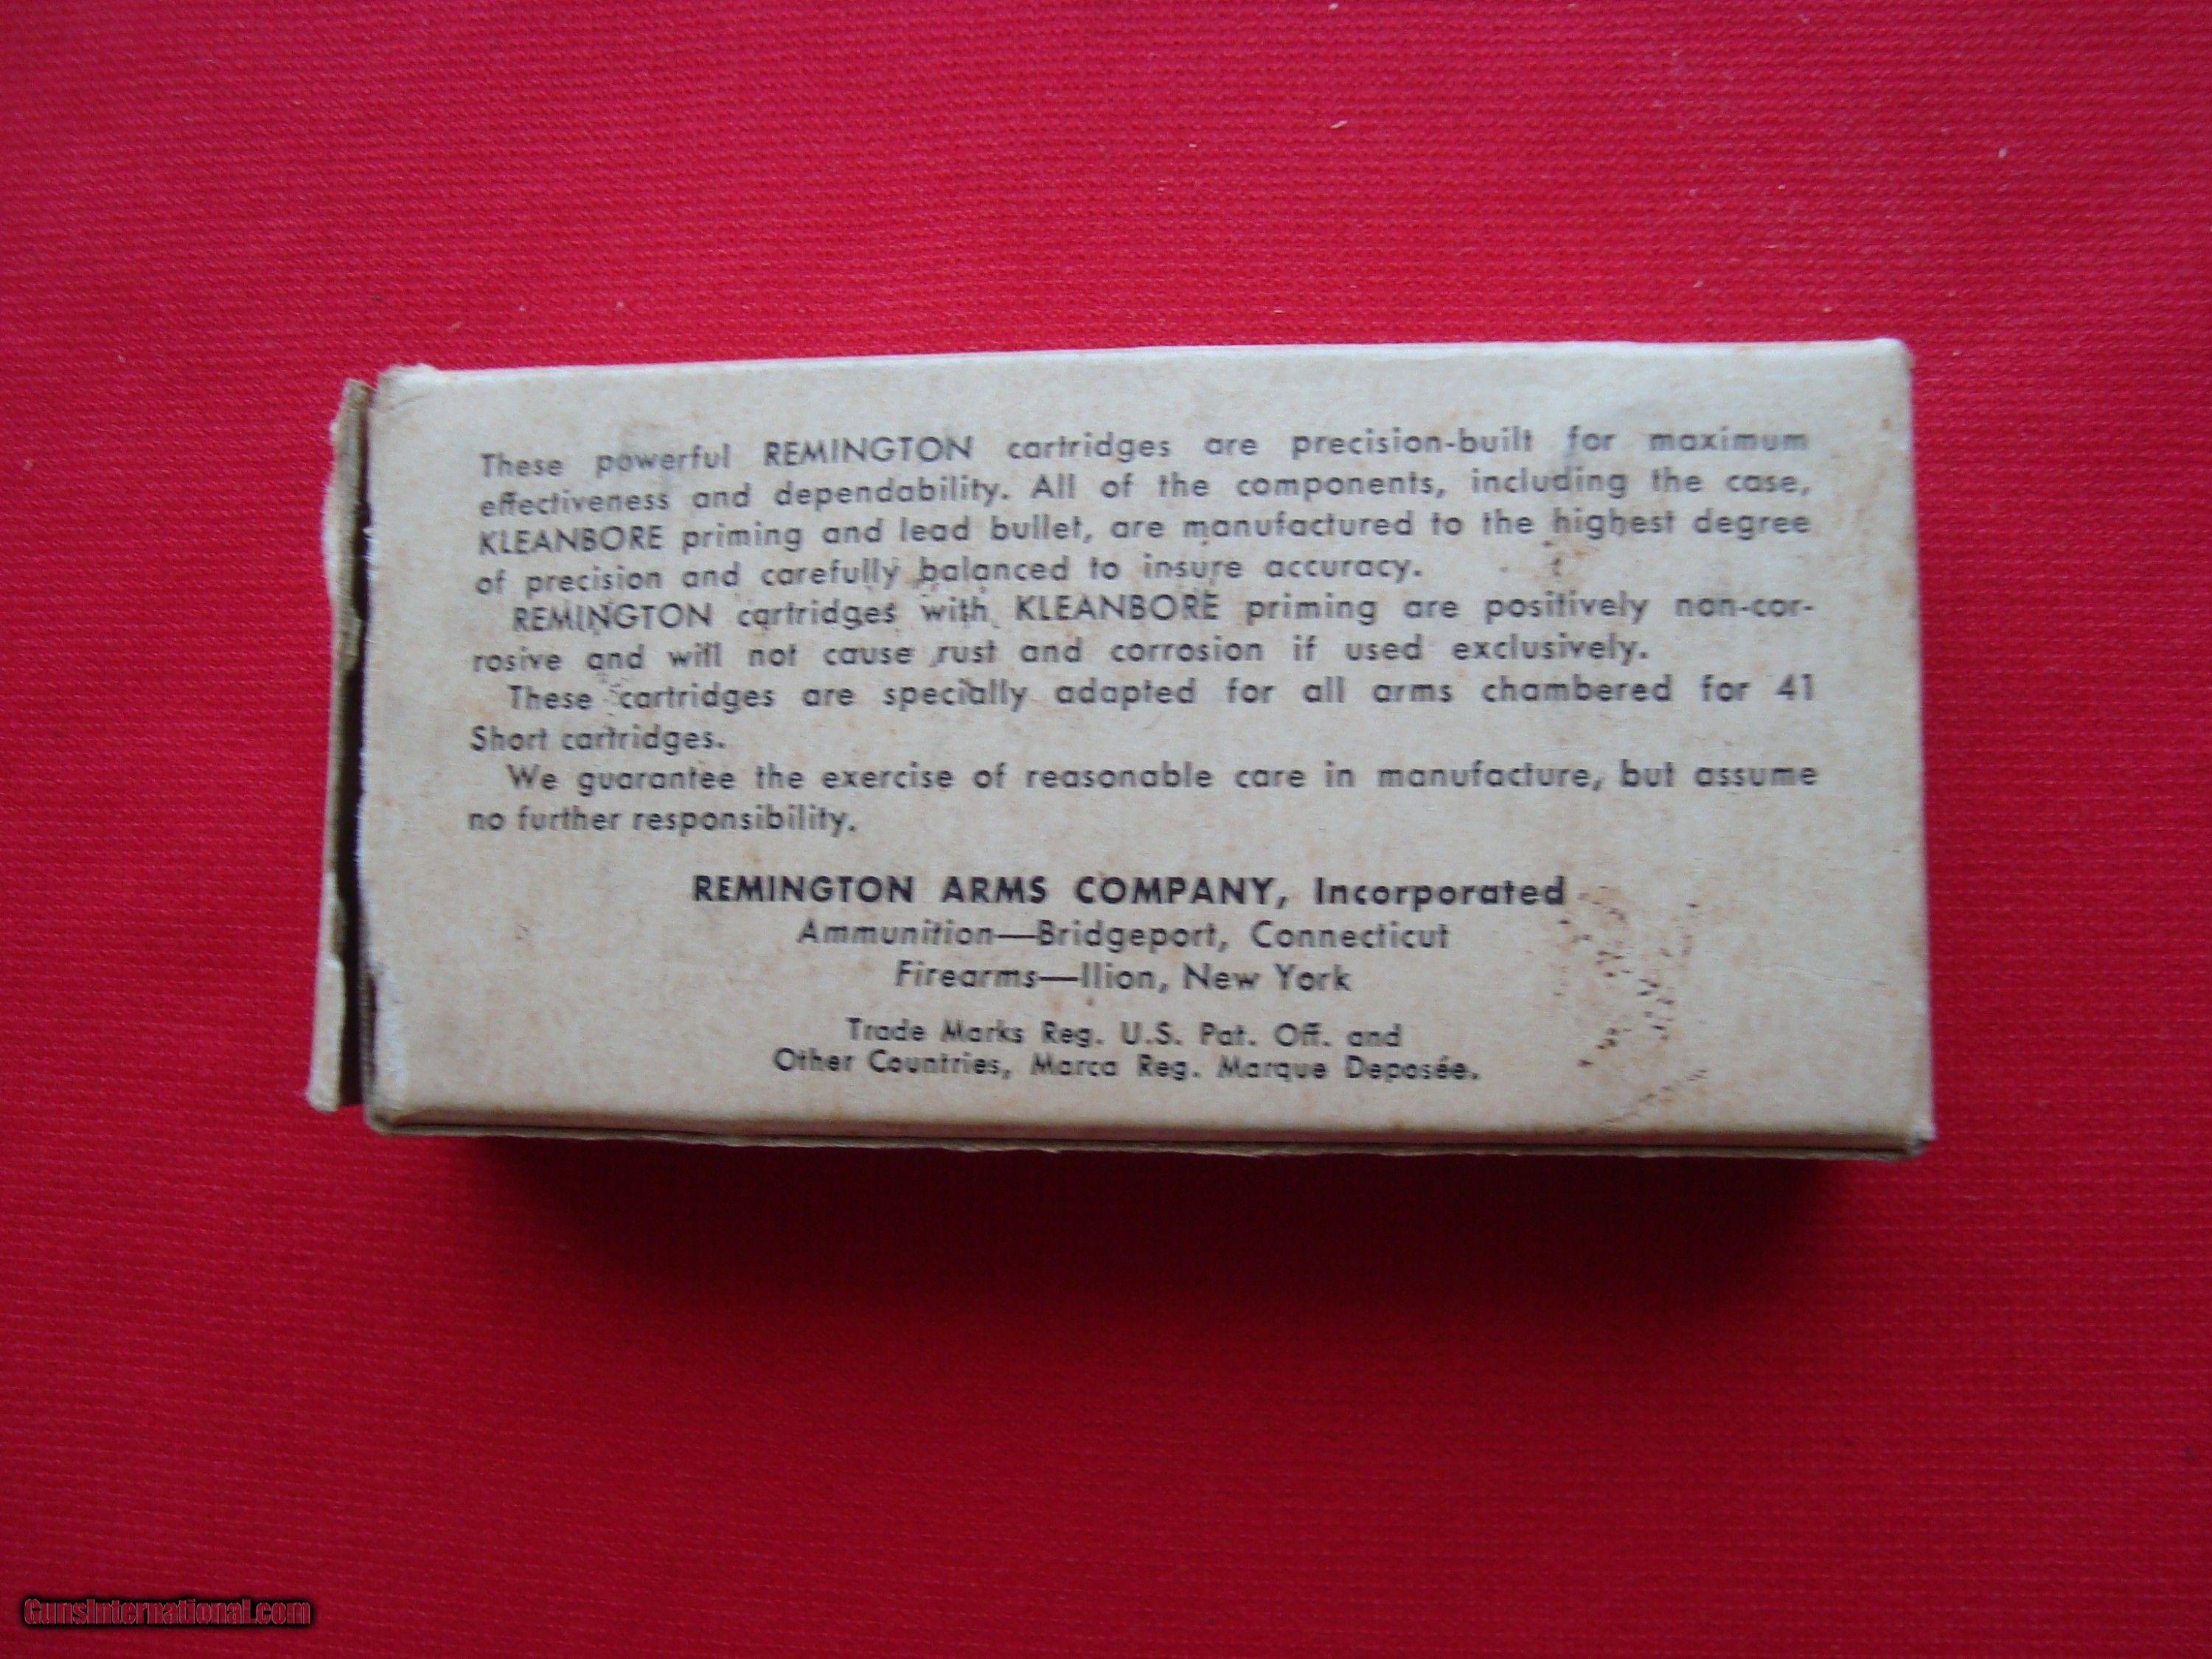 These powerful REMINGTON cartridges are precision-built for maximum
effectiveness and dependability. All of the components, including the case,
KLEANBORE priming and lead bullet, are manufactured to the highest degree
of precision and carefully balanced to insure accuracy.
REMINGTON cartridges with KLEANBORE priming are positively non-cor-
rosive and will not cause rust and corrosion if used exclusively.
These cartridges are specially adapted for all arms chambered for 41
Short cartridges.
We guarantee the exercise of reasonable care in manufacture, but assume
no further responsibility.
REMINGTON ARMS COMPANY, Incorporated
Ammunition—Bridgeport, Connecticut
Firearms—Ilion, New York
Trade Marks Reg. U.S. Pat. Off. and
Other Countries, Marca Reg. Marque Deposée.
GunsInternational.com